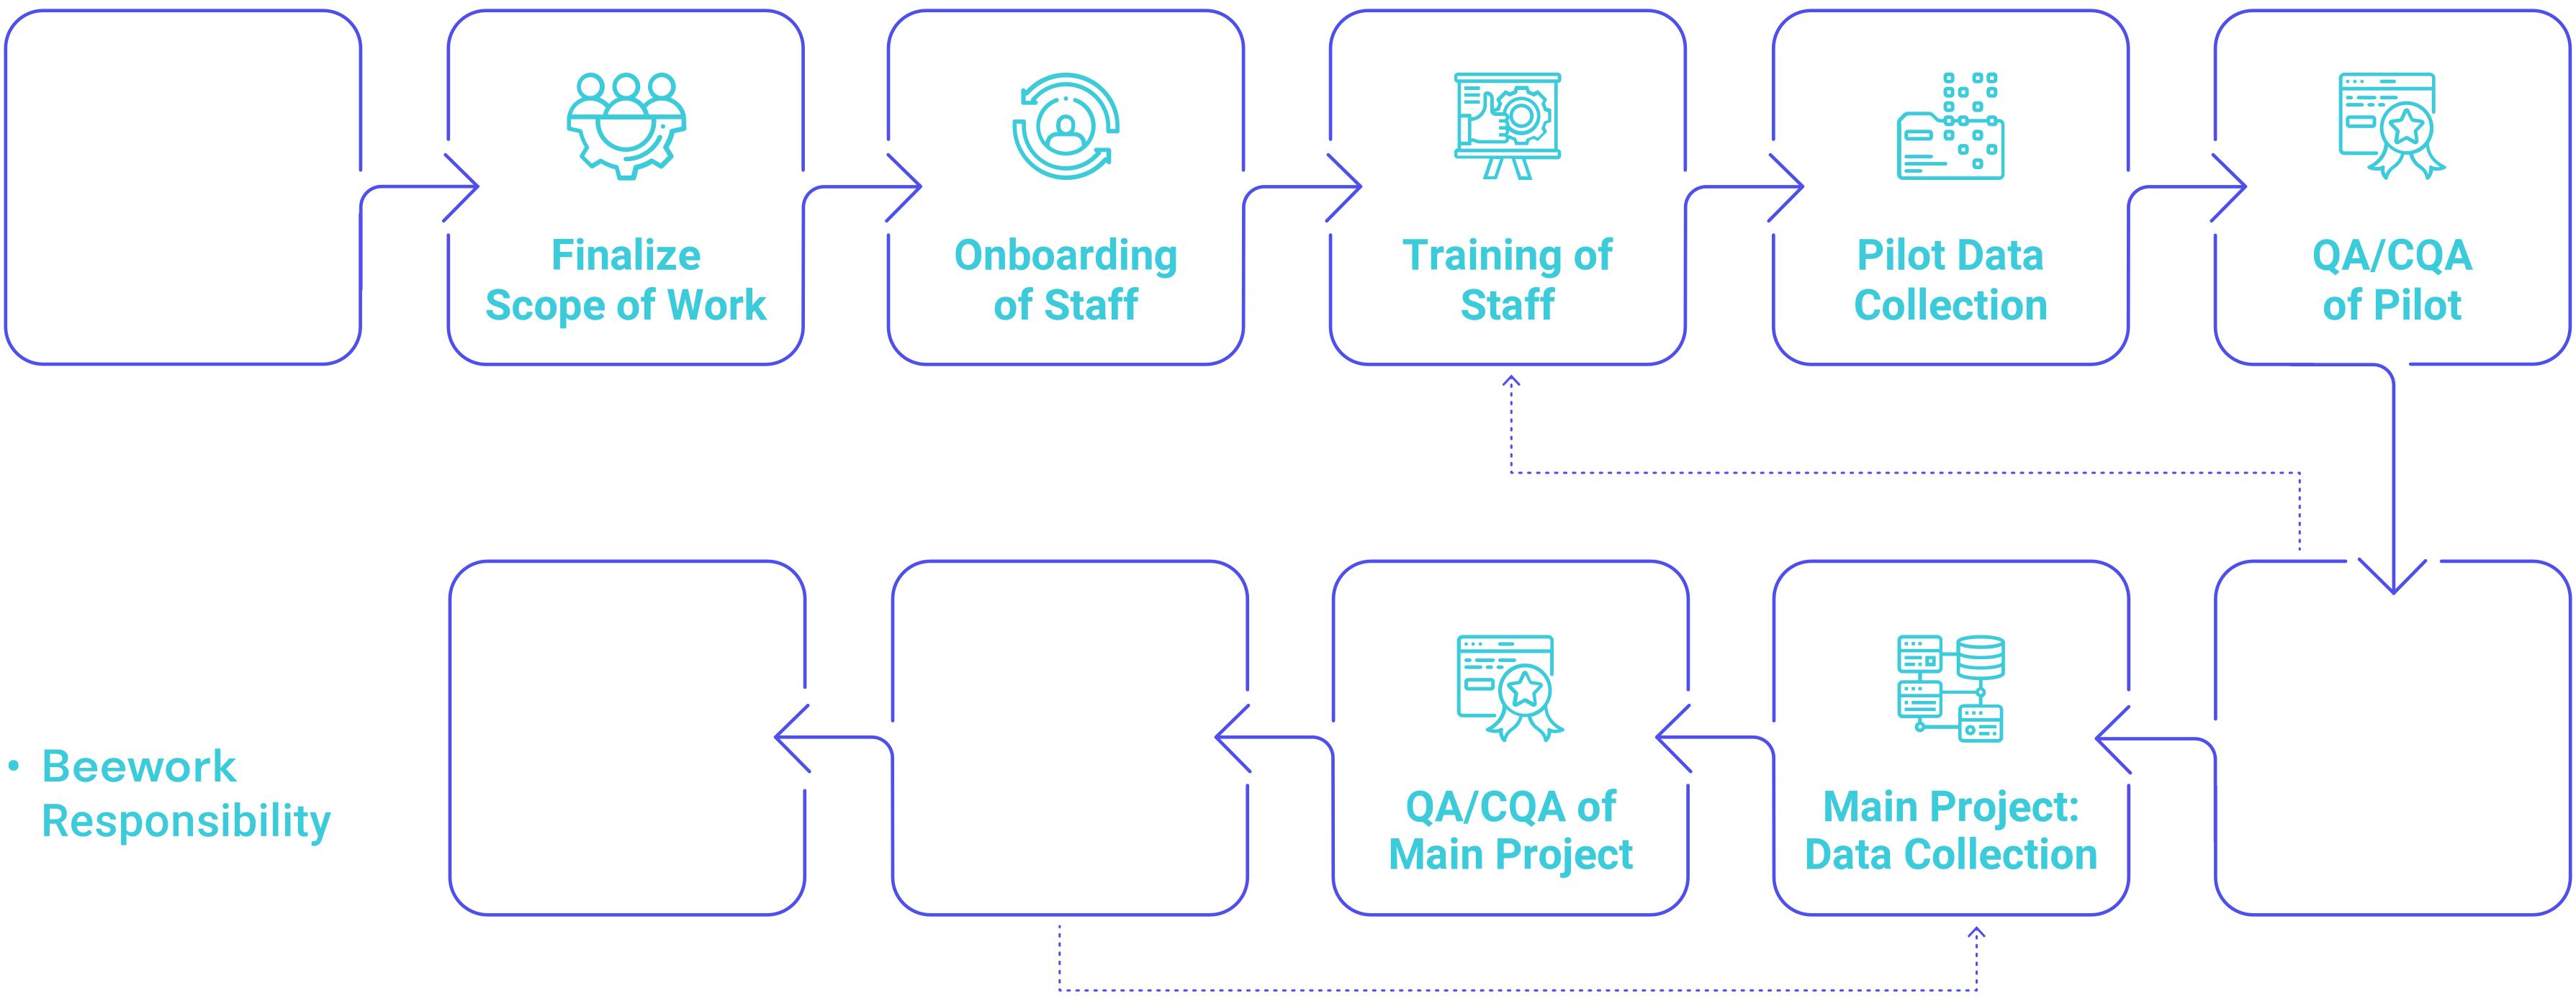 Finalize
Scope of Work
Onboarding
of Staff
Training of
Staff
Pilot Data
Collection
QA/CQA
of Pilot
QA/CQA of
Main Project
Main Project:
Data Collection
• Beework
Responsibility